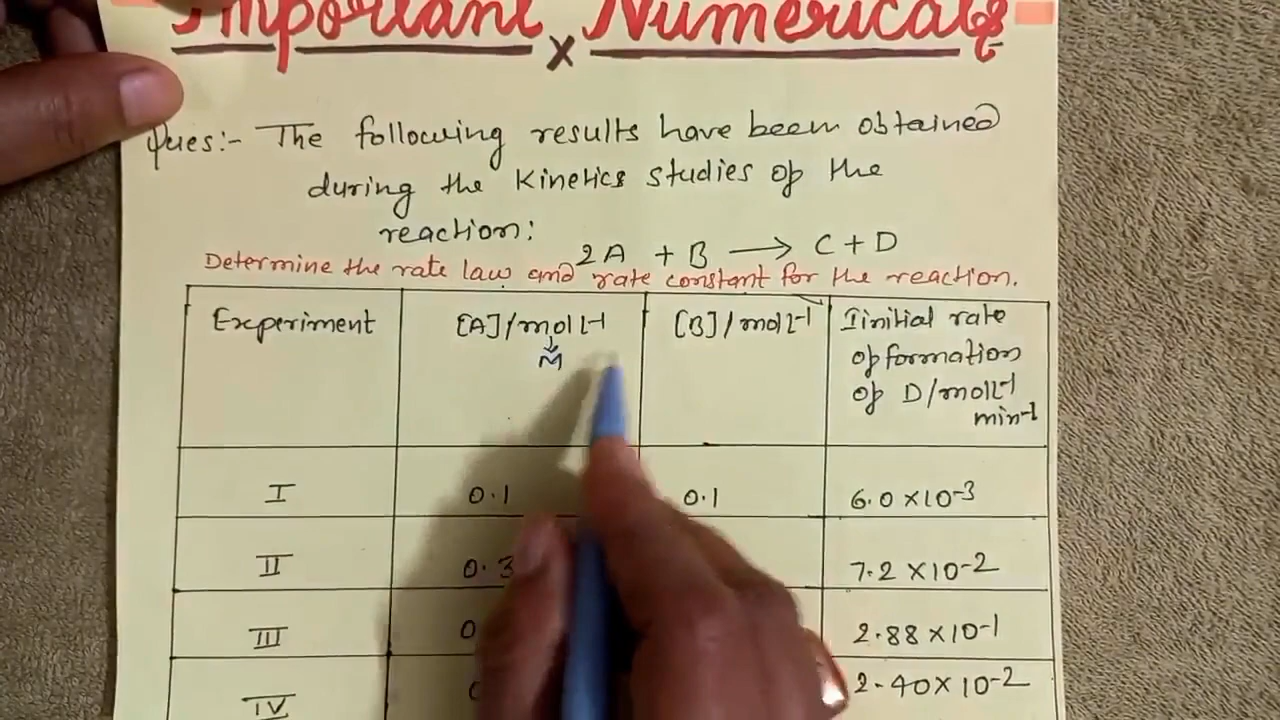 Important Numericals
x
Ques:- The following results have been obtained
during the Kinetics studies of the
reaction:
2A + B → C + D
Determine the rate law and rate constant for the reaction.
Experiment [A]/mol L-1 [B]/mol L-1 Iinitial rate
of formation
of D/mol L-1
min-1
M
I 0.1 0.1 6.0 × 10-3
II 0.3 7.2 × 10-2
III 2.88 × 10-1
IV 2.40 × 10-2